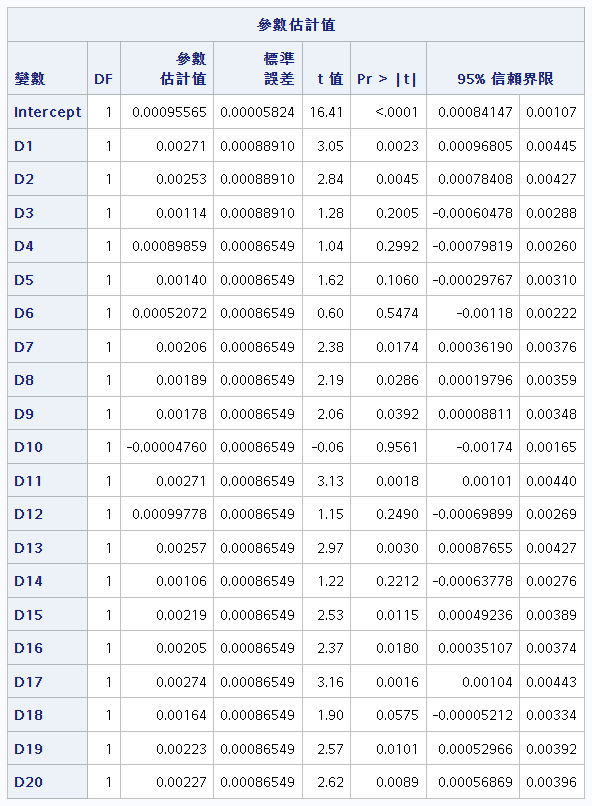 參數估計值
變數 DF 參數 估計值 標準 誤差 t 值 Pr > |t| 95% 信賴界限
Intercept 1 0.00095565 0.00005824 16.41 <.0001 0.00084147 0.00107
D1 1 0.00271 0.00088910 3.05 0.0023 0.00096805 0.00445
D2 1 0.00253 0.00088910 2.84 0.0045 0.00078408 0.00427
D3 1 0.00114 0.00088910 1.28 0.2005 -0.00060478 0.00288
D4 1 0.00089859 0.00086549 1.04 0.2992 -0.00079819 0.00260
D5 1 0.00140 0.00086549 1.62 0.1060 -0.00029767 0.00310
D6 1 0.00052072 0.00086549 0.60 0.5474 -0.00118 0.00222
D7 1 0.00206 0.00086549 2.38 0.0174 0.00036190 0.00376
D8 1 0.00189 0.00086549 2.19 0.0286 0.00019796 0.00359
D9 1 0.00178 0.00086549 2.06 0.0392 0.00008811 0.00348
D10 1 -0.00004760 0.00086549 -0.06 0.9561 -0.00174 0.00165
D11 1 0.00271 0.00086549 3.13 0.0018 0.00101 0.00440
D12 1 0.00099778 0.00086549 1.15 0.2490 -0.00069899 0.00269
D13 1 0.00257 0.00086549 2.97 0.0030 0.00087655 0.00427
D14 1 0.00106 0.00086549 1.22 0.2212 -0.00063778 0.00276
D15 1 0.00219 0.00086549 2.53 0.0115 0.00049236 0.00389
D16 1 0.00205 0.00086549 2.37 0.0180 0.00035107 0.00374
D17 1 0.00274 0.00086549 3.16 0.0016 0.00104 0.00443
D18 1 0.00164 0.00086549 1.90 0.0575 -0.00005212 0.00334
D19 1 0.00223 0.00086549 2.57 0.0101 0.00052966 0.00392
D20 1 0.00227 0.00086549 2.62 0.0089 0.00056869 0.00396